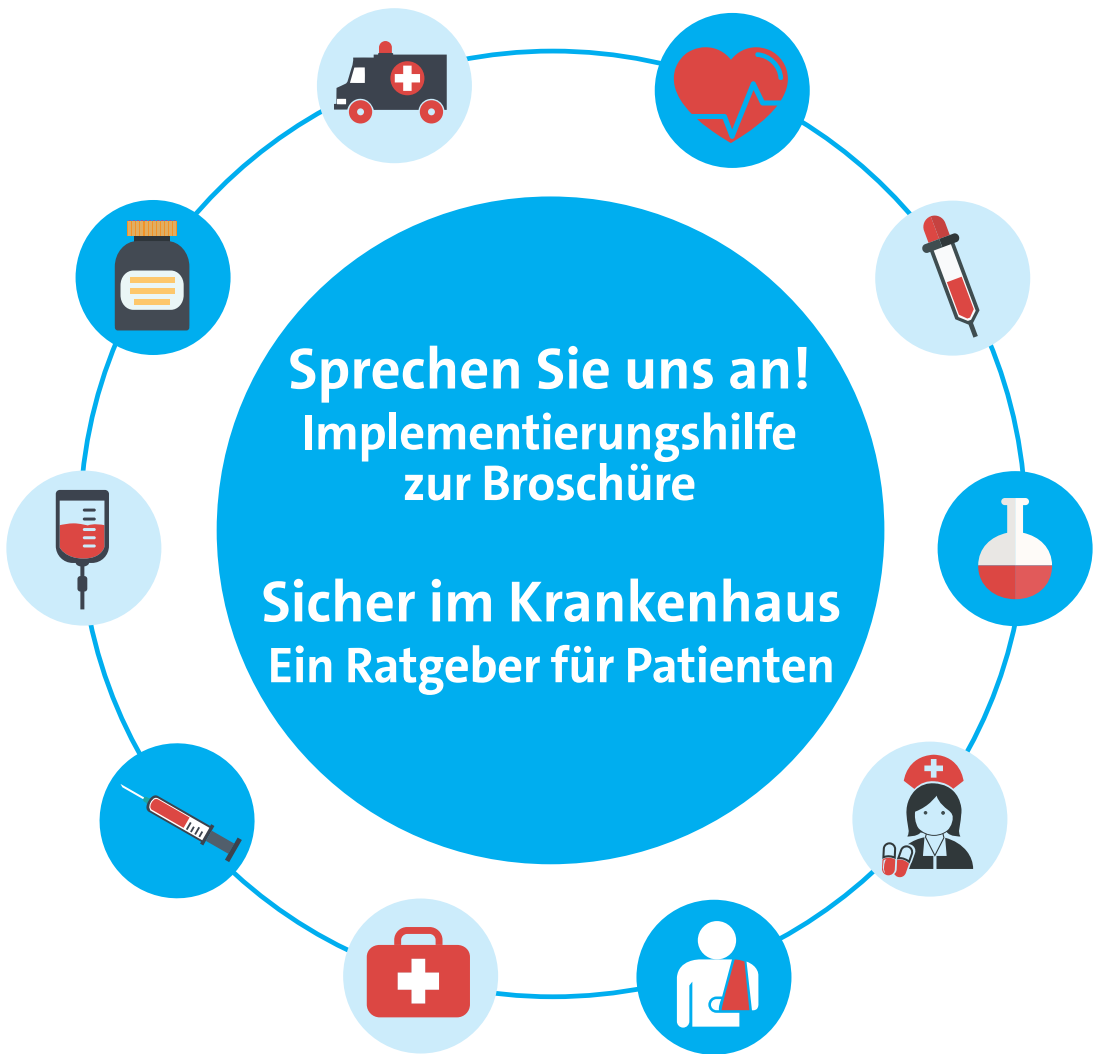 Sprechen Sie uns an!
Implementierungshilfe
zur Broschüre
Sicher im Krankenhaus
Ein Ratgeber für Patienten